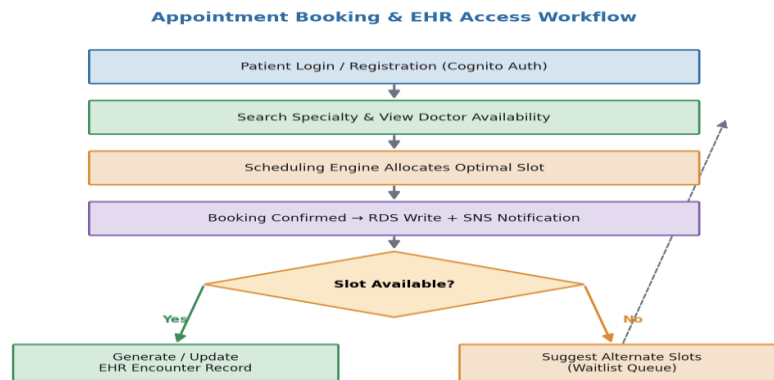 Appointment Booking & EHR Access Workflow
Patient Login / Registration (Cognito Auth)
Search Specialty & View Doctor Availability
Scheduling Engine Allocates Optimal Slot
Booking Confirmed → RDS Write + SNS Notification
Slot Available?
Yes
No
Generate / Update
EHR Encounter Record
Suggest Alternate Slots
(Waitlist Queue)